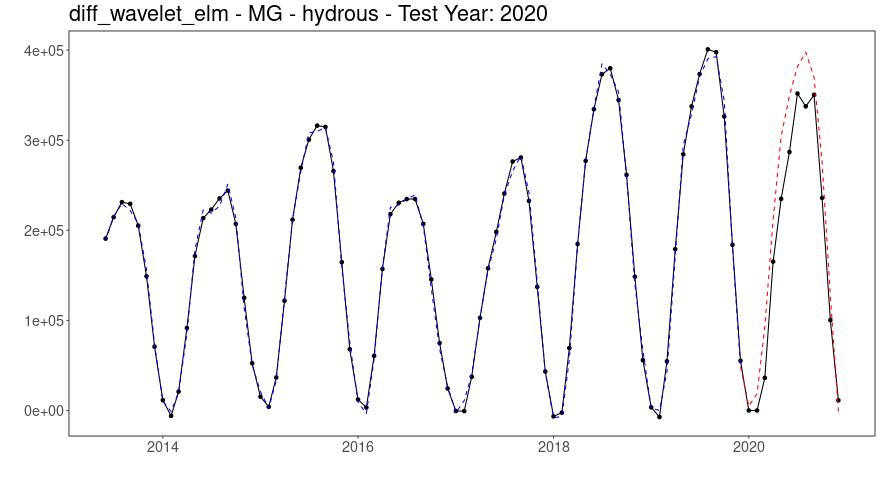 diff_wavelet_elm - MG - hydrous - Test Year: 2020
4e+05
3e+05
2e+05
1e+05
0e+00
2014 2016 2018 2020